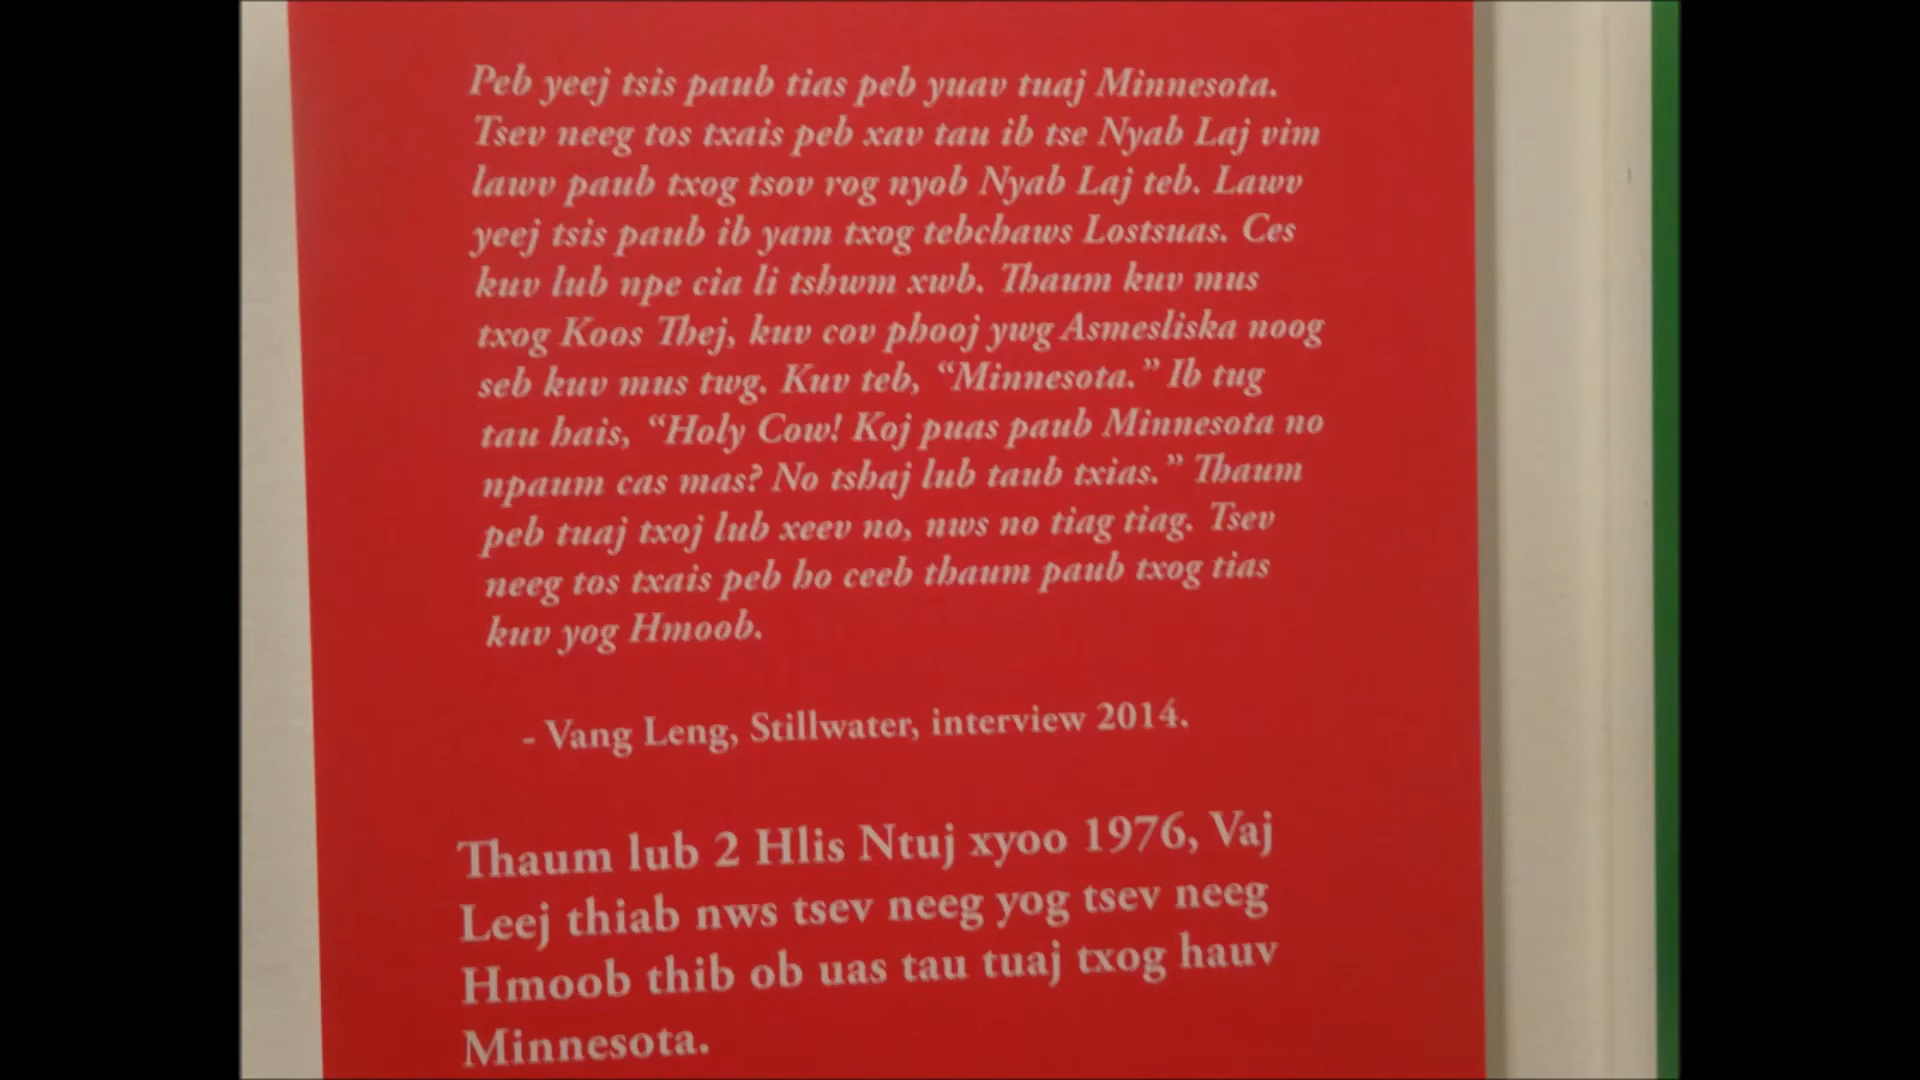 Peb yeej tsis paub tias peb yuav tuaj Minnesota.
Tsev neeg tos txais peb xav tau ib tse Nyab Laj vim
lawv paub txog tsov rog nyob Nyab Laj teb. Lawv
yeej tsis paub ib yam txog tebchaws Lostsuas. Ces
kuv lub npe cia li tshwm xwb. Thaum kuv mus
txog Koos Thej, kuv cov phooj ywg Asmesliska noog
seb kuv mus twg. Kuv teb, “Minnesota.” Ib tug
tau hais, “Holy Cow! Koj puas paub Minnesota no
npaum cas mas? No tshaj lub taub txias.” Thaum
peb tuaj txoj lub xeev no, nws no tiag tiag. Tsev
neeg tos txais peb ho ceeb thaum paub txog tias
kuv yog Hmoob.
- Vang Leng, Stillwater, interview 2014.
Thaum lub 2 Hlis Ntuj xyoo 1976, Vaj
Leej thiab nws tsev neeg yog tsev neeg
Hmoob thib ob uas tau tuaj txog hauv
Minnesota.